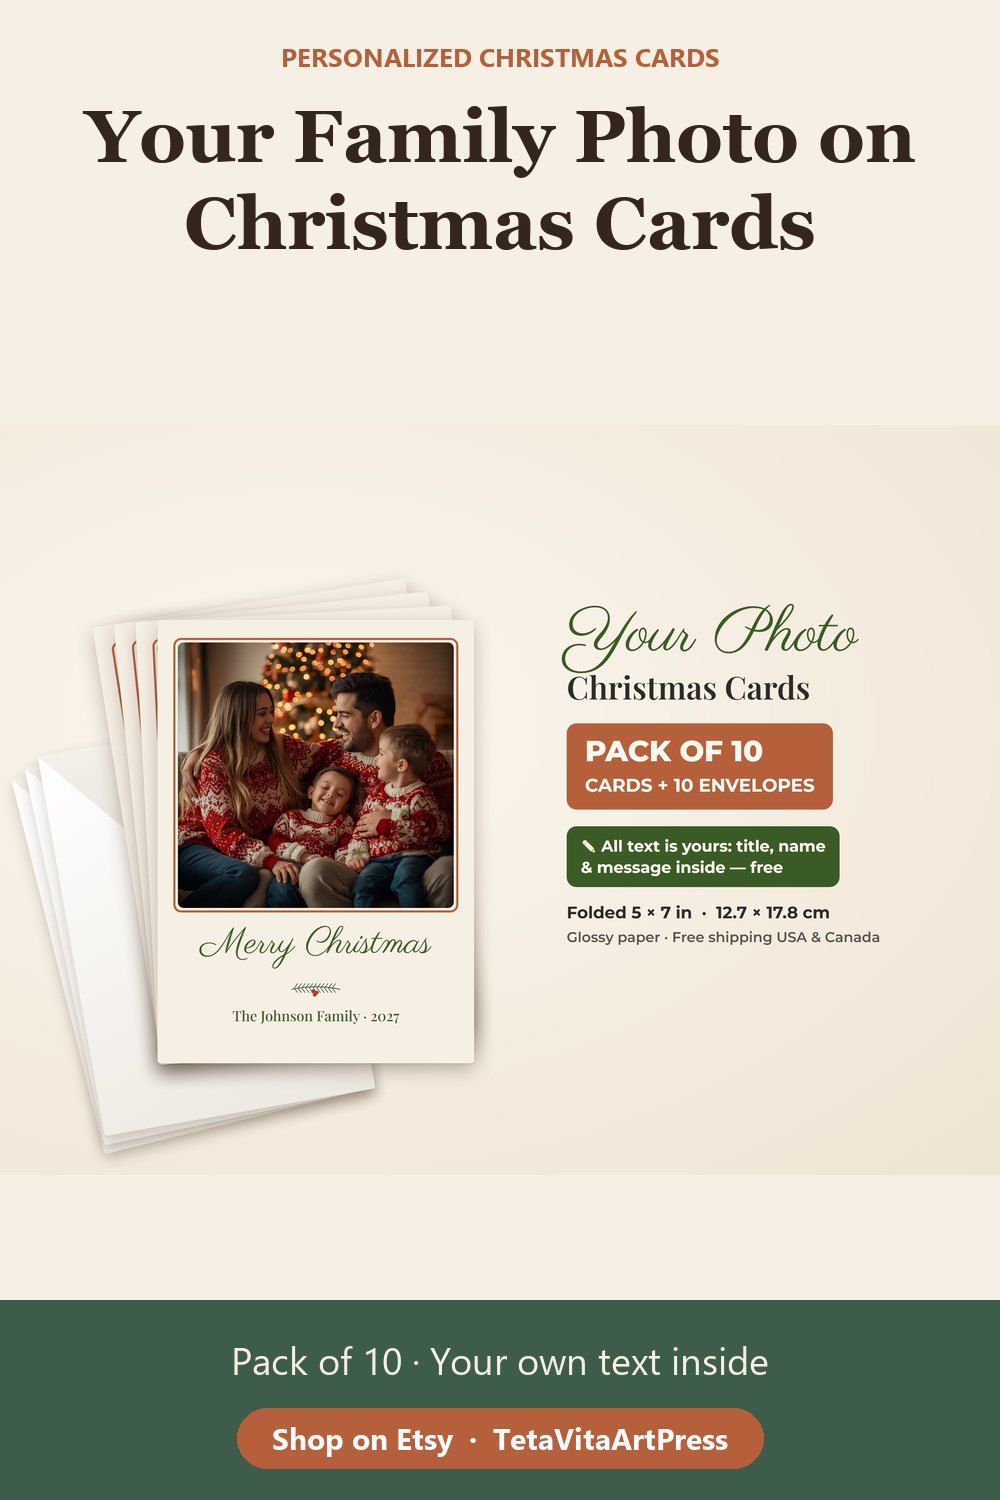 PERSONALIZED CHRISTMAS CARDS
Your Family Photo on
Christmas Cards
Merry Christmas
The Johnson Family · 2027
Your Photo
Christmas Cards
PACK OF 10
CARDS + 10 ENVELOPES
✎ All text is yours: title, name
& message inside — free
Folded 5 × 7 in · 12.7 × 17.8 cm
Glossy paper · Free shipping USA & Canada
Pack of 10 · Your own text inside
Shop on Etsy · TetaVitaArtPress